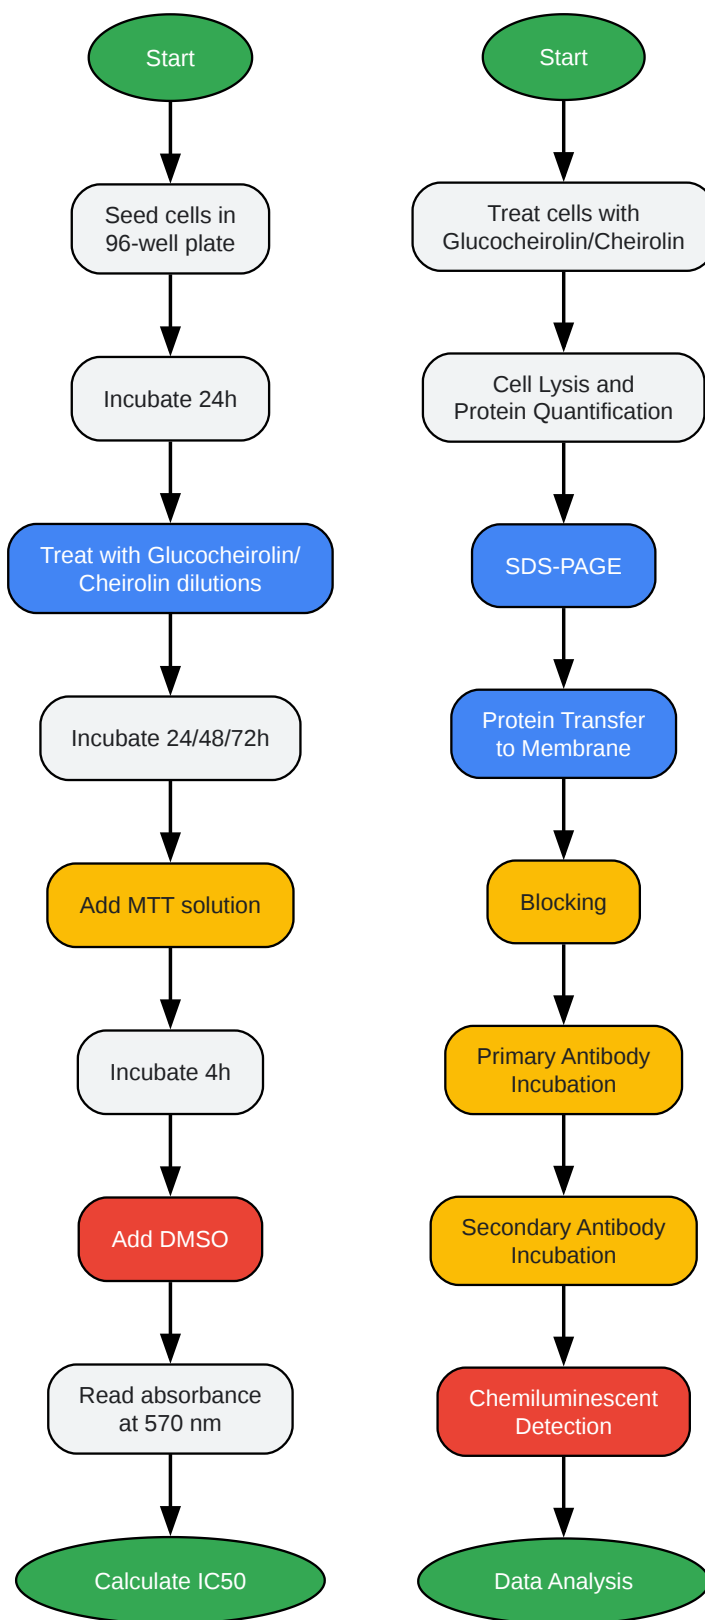 Start
Seed cells in
96-well plate
Incubate 24h
Treat with Glucocheirolin/
Cheirolin dilutions
Incubate 24/48/72h
Add MTT solution
Incubate 4h
Add DMSO
Read absorbance
at 570 nm
Calculate IC50
Start
Treat cells with
Glucocheirolin/Cheirolin
Cell Lysis and
Protein Quantification
SDS-PAGE
Protein Transfer
to Membrane
Blocking
Primary Antibody
Incubation
Secondary Antibody
Incubation
Chemiluminescent
Detection
Data Analysis